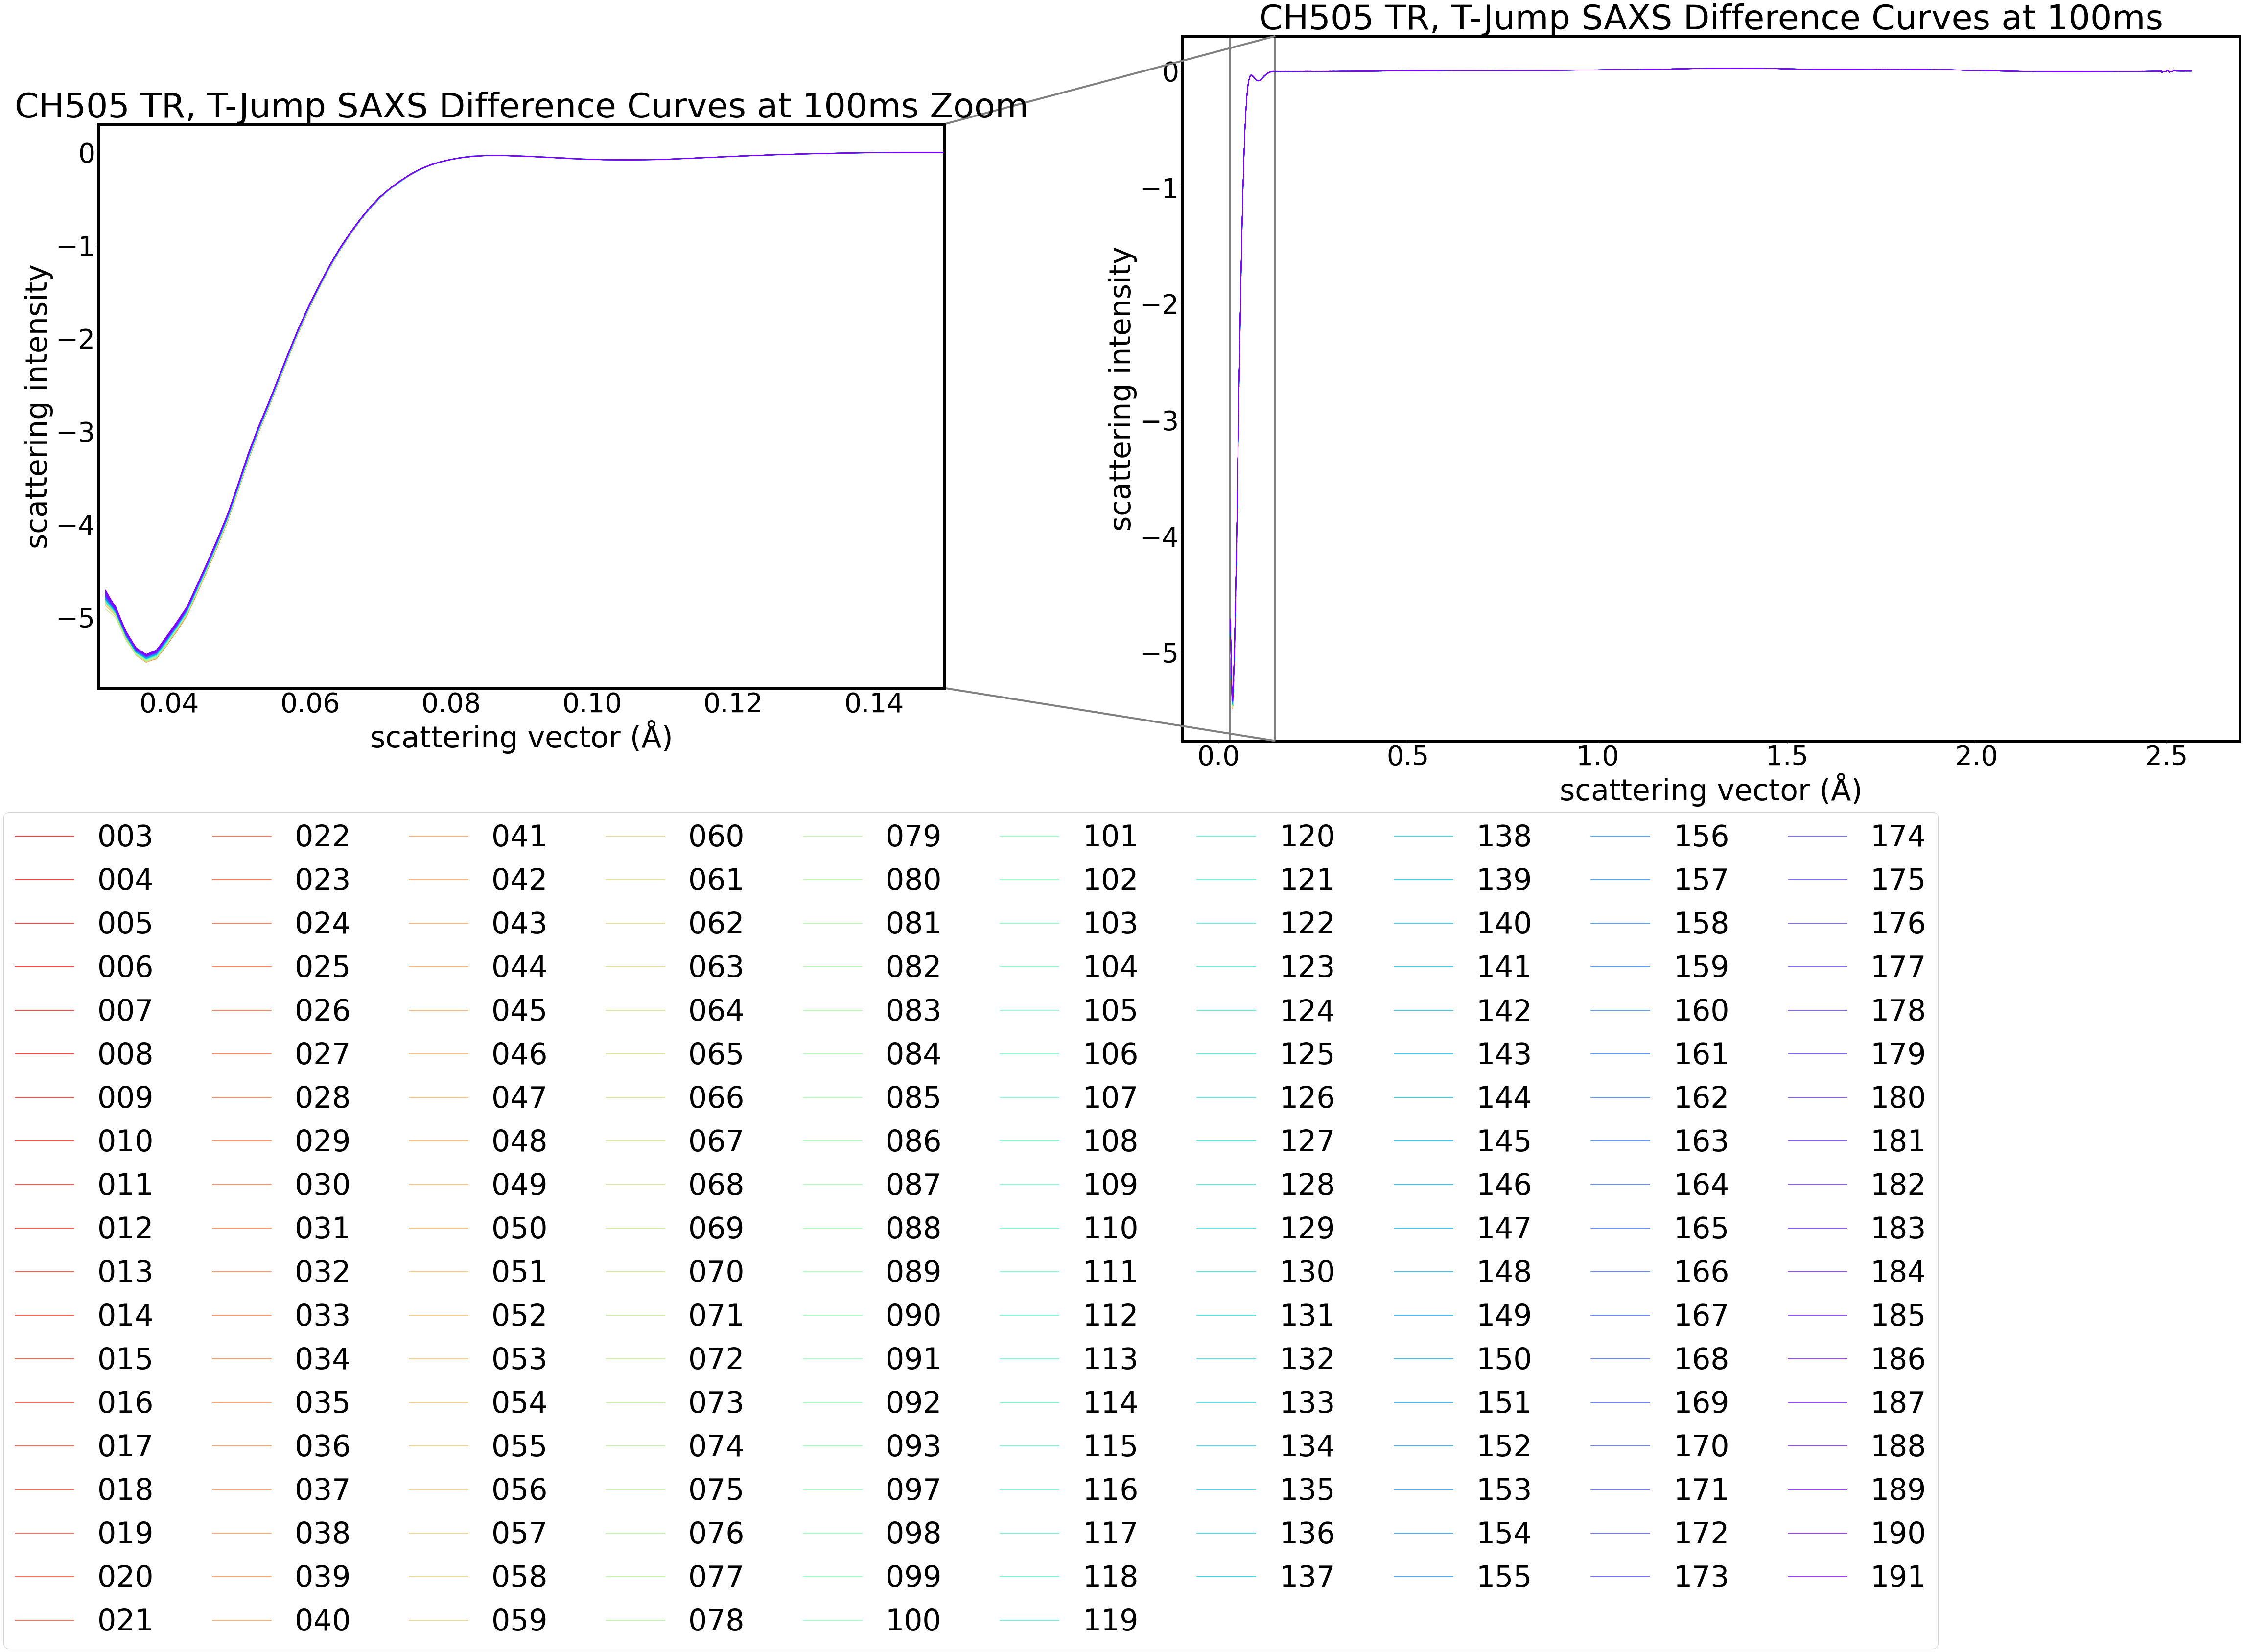 CH505 TR, T-Jump SAXS Difference Curves at 100ms
CH505 TR, T-Jump SAXS Difference Curves at 100ms Zoom
0
−1
−2
−3
−4
−5
scattering intensity
0.04 0.06 0.08 0.10 0.12 0.14
scattering vector (Å)
0
−1
−2
−3
−4
−5
scattering intensity
0.0 0.5 1.0 1.5 2.0 2.5
scattering vector (Å)
003 022 041 060 079 101 120 138 156 174
004 023 042 061 080 102 121 139 157 175
005 024 043 062 081 103 122 140 158 176
006 025 044 063 082 104 123 141 159 177
007 026 045 064 083 105 124 142 160 178
008 027 046 065 084 106 125 143 161 179
009 028 047 066 085 107 126 144 162 180
010 029 048 067 086 108 127 145 163 181
011 030 049 068 087 109 128 146 164 182
012 031 050 069 088 110 129 147 165 183
013 032 051 070 089 111 130 148 166 184
014 033 052 071 090 112 131 149 167 185
015 034 053 072 091 113 132 150 168 186
016 035 054 073 092 114 133 151 169 187
017 036 055 074 093 115 134 152 170 188
018 037 056 075 097 116 135 153 171 189
019 038 057 076 098 117 136 154 172 190
020 039 058 077 099 118 137 155 173 191
021 040 059 078 100 119